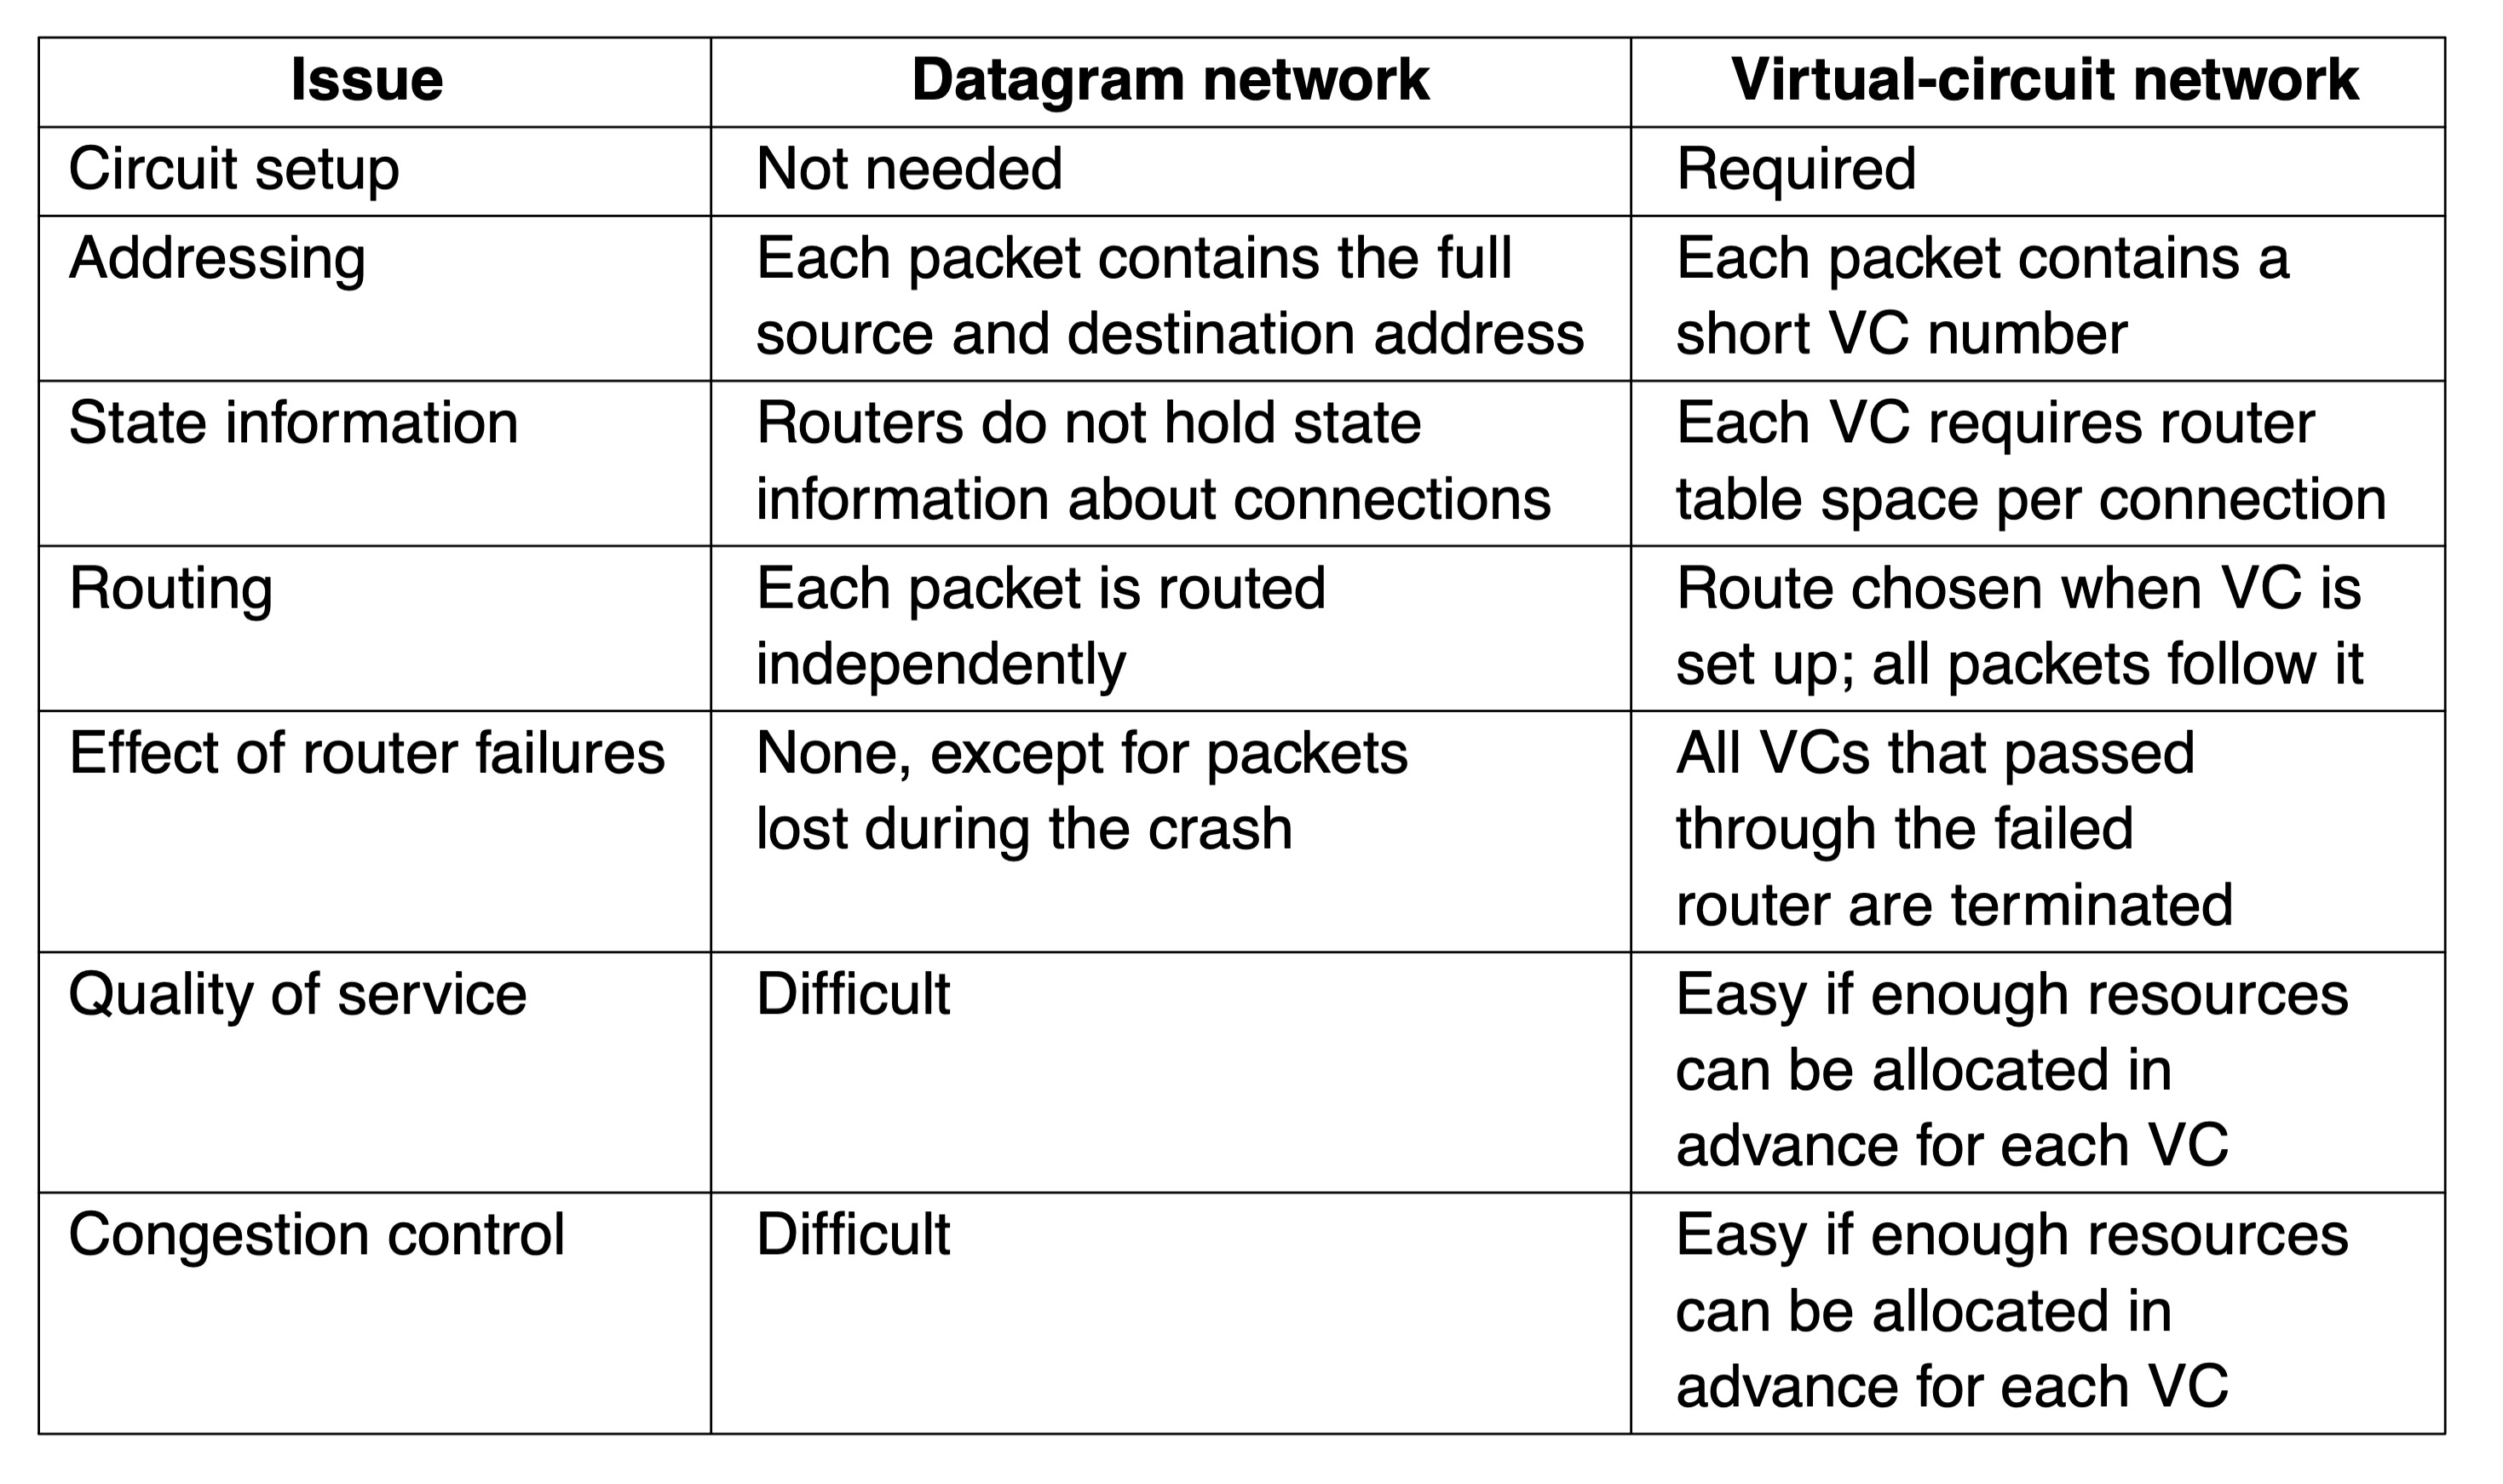 Issue Datagram network Virtual-circuit network
Circuit setup Not needed Required
Addressing Each packet contains the full Each packet contains a
source and destination address short VC number
State information Routers do not hold state Each VC requires router
information about connections table space per connection
Routing Each packet is routed Route chosen when VC is
independently set up; all packets follow it
Effect of router failures None, except for packets All VCs that passed
lost during the crash through the failed
router are terminated
Quality of service Difficult Easy if enough resources
can be allocated in
advance for each VC
Congestion control Difficult Easy if enough resources
can be allocated in
advance for each VC